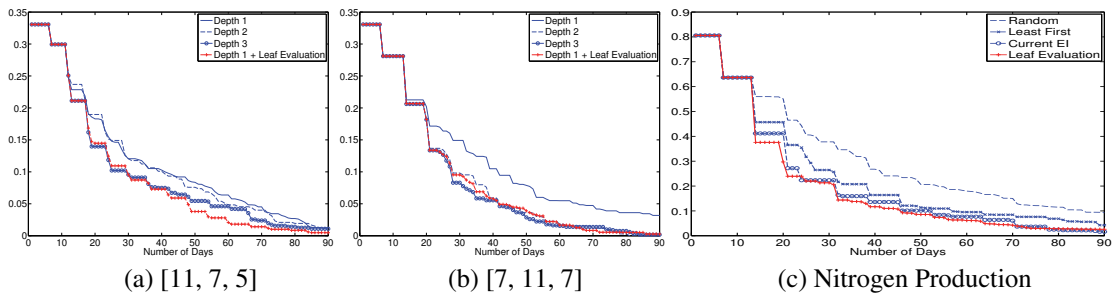 0.35
0.3
0.25
0.2
0.15
0.1
0.05
0
0 10 20 30 40 50 60 70 80 90
Number of Days
Depth 1
Depth 2
Depth 3
Depth 1 + Leaf Evaluation
(a) [11, 7, 5]
0.35
0.3
0.25
0.2
0.15
0.1
0.05
0
0 10 20 30 40 50 60 70 80 90
Number of Days
Depth 1
Depth 2
Depth 3
Depth 1 + Leaf Evaluation
(b) [7, 11, 7]
0.9
0.8
0.7
0.6
0.5
0.4
0.3
0.2
0.1
0
0 10 20 30 40 50 60 70 80 90
Number of Days
Random
Least First
Current EI
Leaf Evaluation
(c) Nitrogen Production